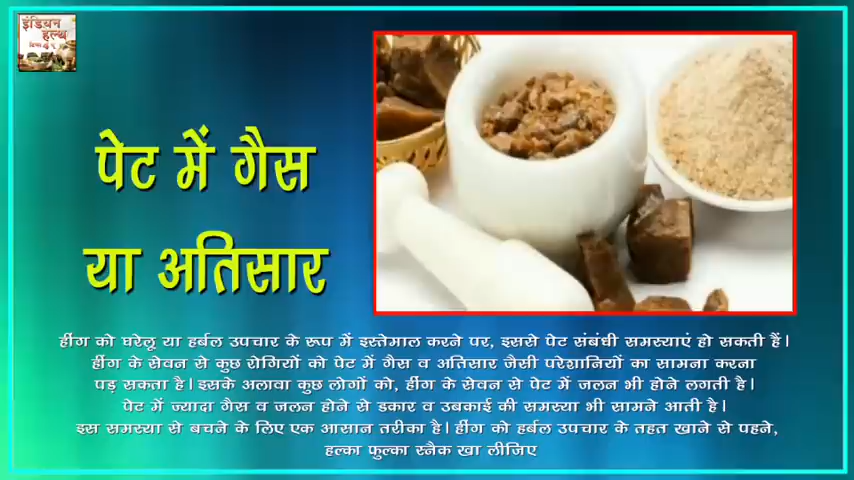 इंडियन
हेल्थ
पेट में गैस
या अतिसार
हींग को घरेलू या हर्बल उपचार के रूप में इस्तेमाल करने पर, इससे पेट संबंधी समस्याएं हो सकती हैं।
हींग के सेवन से कुछ रोगियों को पेट में गैस व अतिसार जैसी परेशानियों का सामना करना
पड़ सकता है। इसके अलावा कुछ लोगों को, हींग के सेवन से पेट में जलन भी होने लगती है।
पेट में ज्यादा गैस व जलन होने से डकार व उबकाई की समस्या भी सामने आती है।
इस समस्या से बचने के लिए एक आसान तरीका है। हींग को हर्बल उपचार के तहत खाने से पहने,
हल्का फुल्का स्नैक खा लीजिए